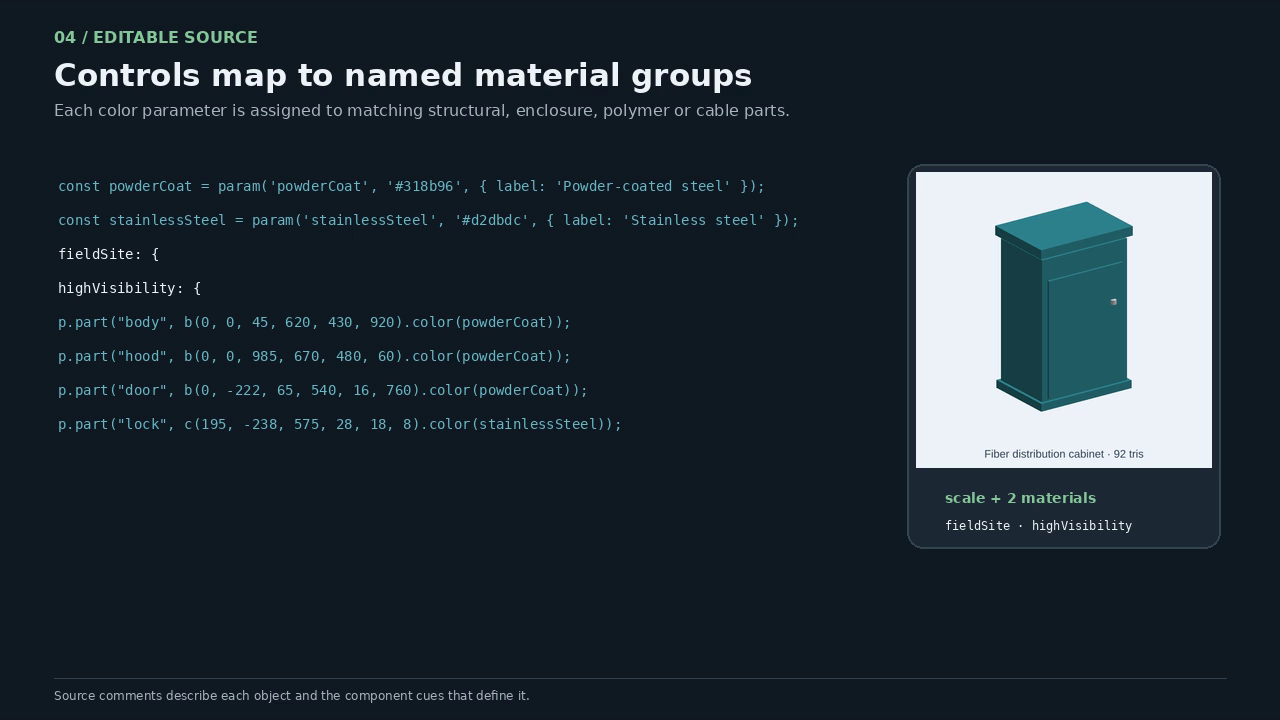 04 / EDITABLE SOURCE
Controls map to named material groups
Each color parameter is assigned to matching structural, enclosure, polymer or cable parts.
const powderCoat = param('powderCoat', '#318b96', { label: 'Powder-coated steel' });
const stainlessSteel = param('stainlessSteel', '#d2dbdc', { label: 'Stainless steel' });
fieldSite: {
highVisibility: {
p.part("body", b(0, 0, 45, 620, 430, 920).color(powderCoat));
p.part("hood", b(0, 0, 985, 670, 480, 60).color(powderCoat));
p.part("door", b(0, -222, 65, 540, 16, 760).color(powderCoat));
p.part("lock", c(195, -238, 575, 28, 18, 8).color(stainlessSteel));
Fiber distribution cabinet · 92 tris
scale + 2 materials
fieldSite · highVisibility
Source comments describe each object and the component cues that define it.